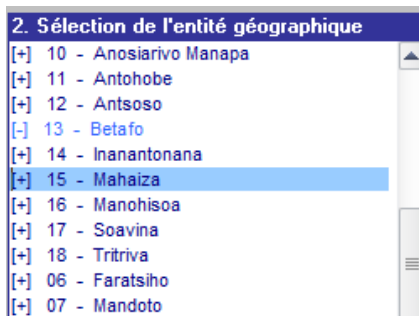 2. Sélection de l'entité géographique
[+] 10 - Anosiarivo Manapa
[+] 11 - Antohobe
[+] 12 - Antsoso
[-] 13 - Betafo
[+] 14 - Inanantonana
[+] 15 - Mahaiza
[+] 16 - Manohisoa
[+] 17 - Soavina
[+] 18 - Tritriva
[+] 06 - Faratsiho
[+] 07 - Mandoto